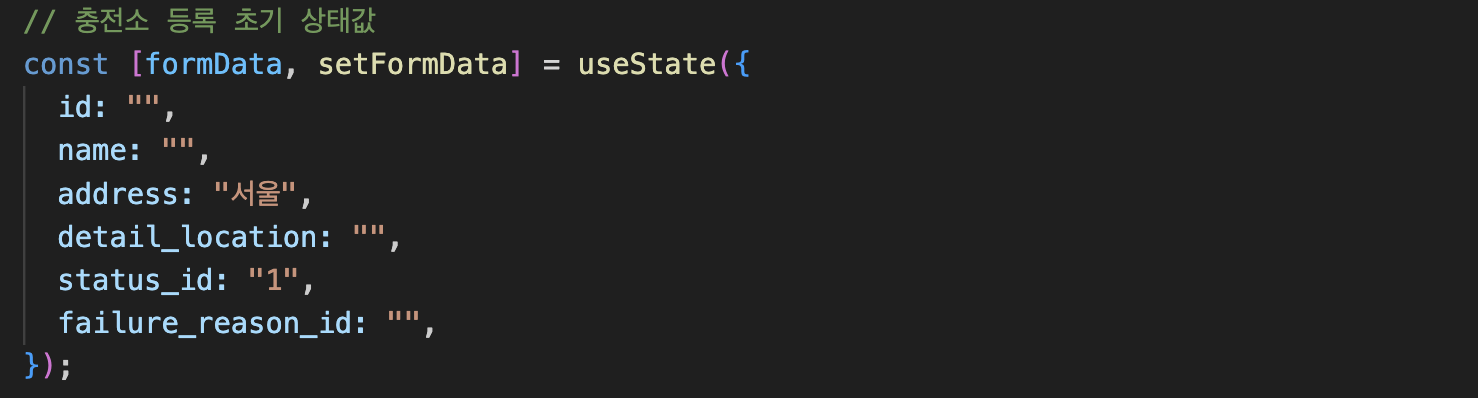 // 충전소 등록 초기 상태값
const [formData, setFormData] = useState({
  id: "",
  name: "",
  address: "서울",
  detail_location: "",
  status_id: "1",
  failure_reason_id: "",
});